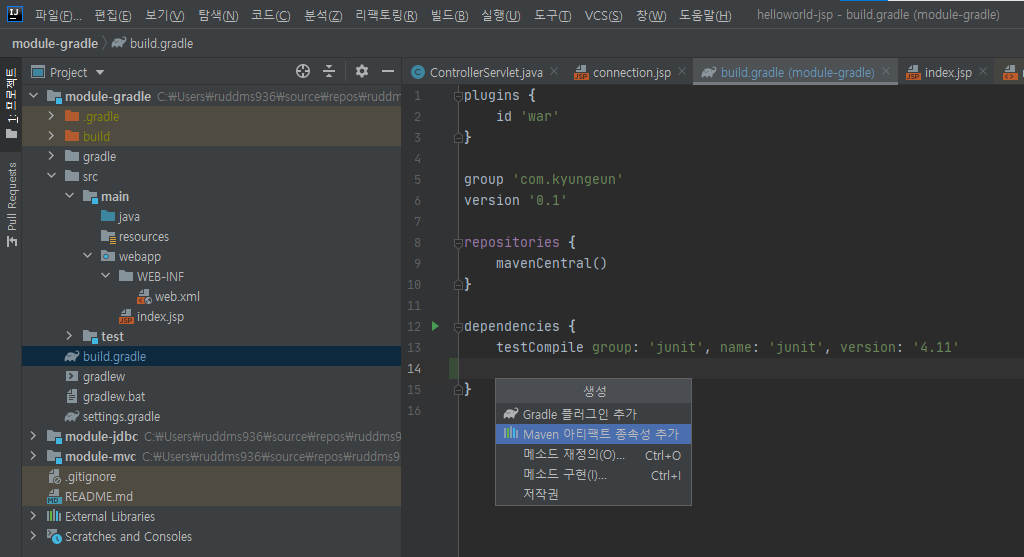 파일(F)... 편집(E) 보기(V) 탐색(N) 코드(C) 분석(Z) 리팩토링(R) 빌드(B) 실행(U) 도구(T) VCS(S) 창(W) 도움말(H) helloworld-jsp - build.gradle (module-gradle)
module-gradle build.gradle
1: 프로젝트
Pull Requests
Project
module-gradle C:\Users\ruddms936\source\repos\ruddms
.gradle
build
gradle
src
main
java
resources
webapp
WEB-INF
web.xml
index.jsp
test
build.gradle
gradlew
gradlew.bat
settings.gradle
module-jdbc C:\Users\ruddms936\source\repos\ruddms9
module-mvc C:\Users\ruddms936\source\repos\ruddms9
.gitignore
README.md
External Libraries
Scratches and Consoles
ControllerServlet.java connection.jsp build.gradle (module-gradle) index.jsp
1 plugins {
2 id 'war'
3 }
4
5 group 'com.kyungeun'
6 version '0.1'
7
8 repositories {
9 mavenCentral()
10 }
11
12 dependencies {
13 testCompile group: 'junit', name: 'junit', version: '4.11'
14
15 }
16
생성
Gradle 플러그인 추가
Maven 아티팩트 종속성 추가
메소드 재정의(O)... Ctrl+O
메소드 구현(I)... Ctrl+I
저작권